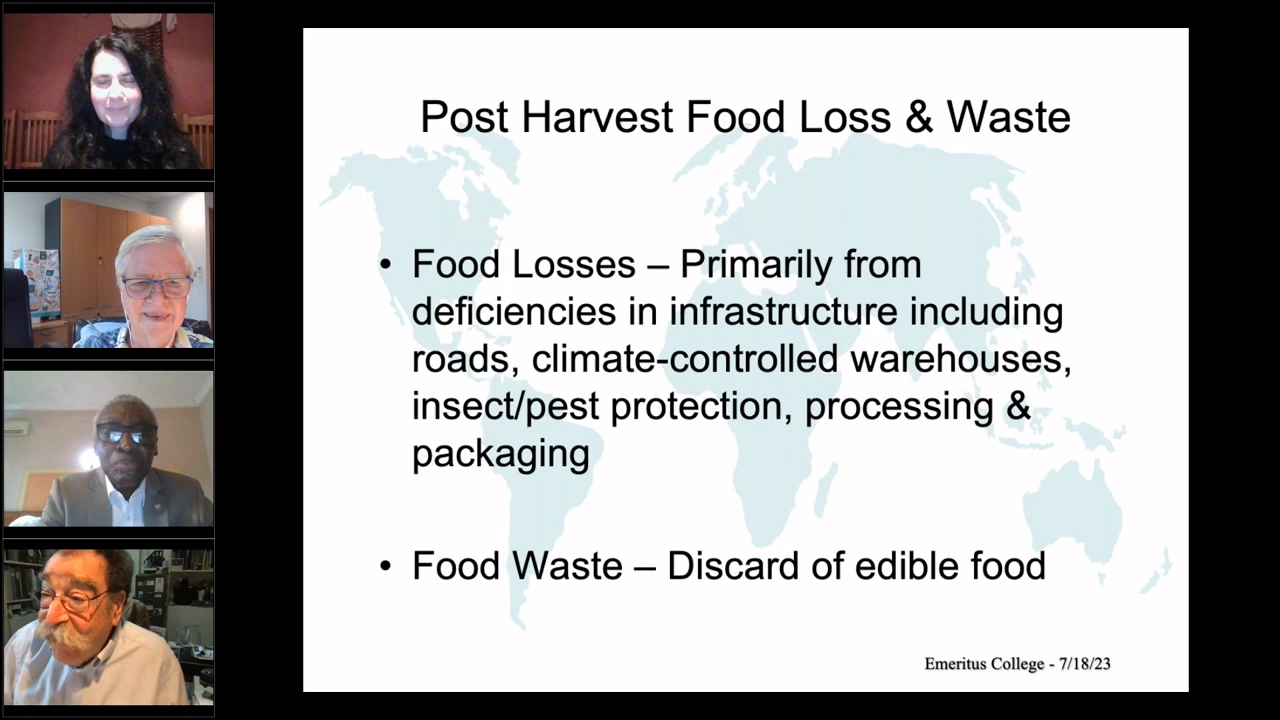 Post Harvest Food Loss & Waste
• Food Losses – Primarily from
deficiencies in infrastructure including
roads, climate-controlled warehouses,
insect/pest protection, processing &
packaging
• Food Waste – Discard of edible food
Emeritus College - 7/18/23